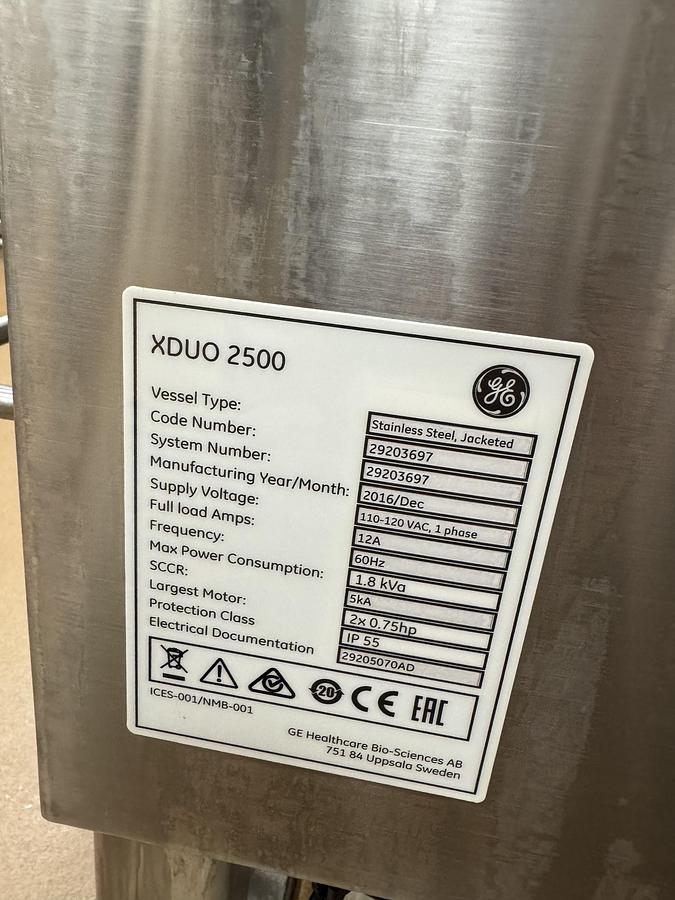 XDUO 2500
GE
Vessel Type: Stainless Steel, Jacketed
Code Number: 29203697
System Number: 29203697
Manufacturing Year/Month: 2016/Dec
Supply Voltage: 110-120 VAC, 1 phase
Full load Amps: 12A
Frequency: 60Hz
Max Power Consumption: 1.8 kVa
SCCR: 5kA
Largest Motor: 2x 0.75hp
Protection Class IP 55
Electrical Documentation 29205070AD
20 CE EAC
ICES-001/NMB-001
GE Healthcare Bio-Sciences AB
751 84 Uppsala Sweden